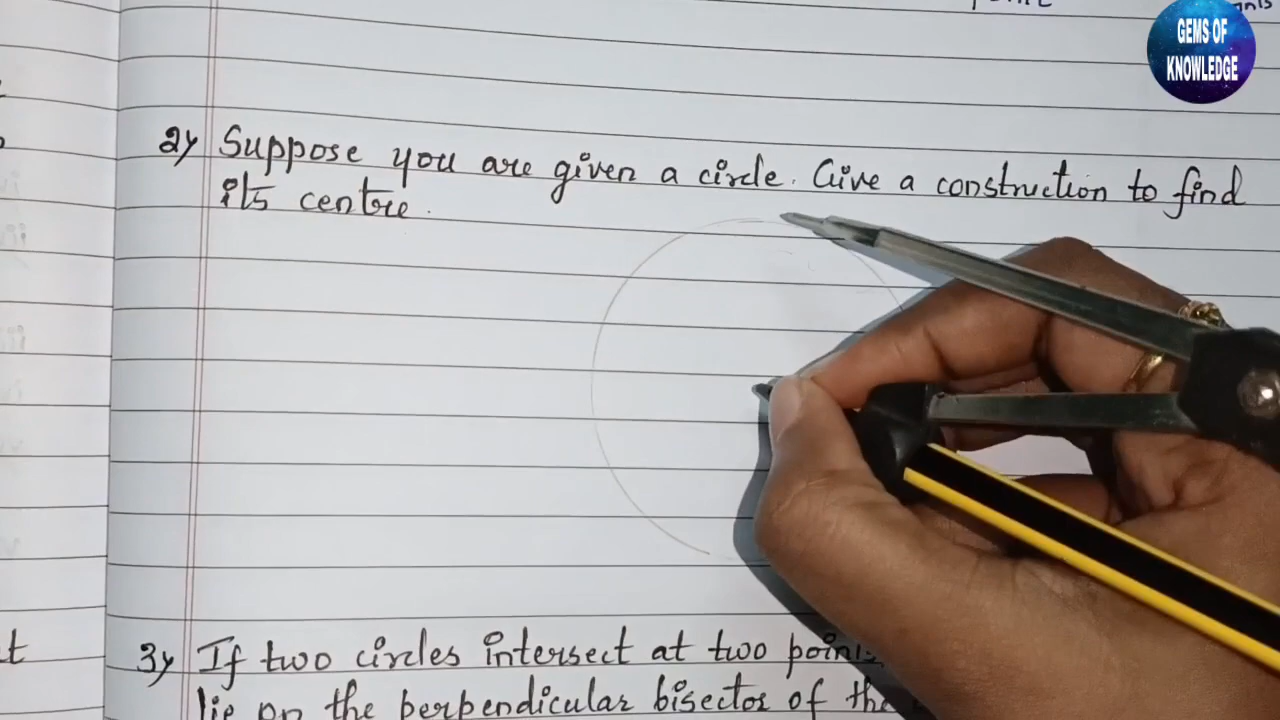 GEMS OF
KNOWLEDGE
2) Suppose you are given a circle. Give a construction to find
its centre.
3) If two circles intersect at two points,
lie on the perpendicular bisector of the